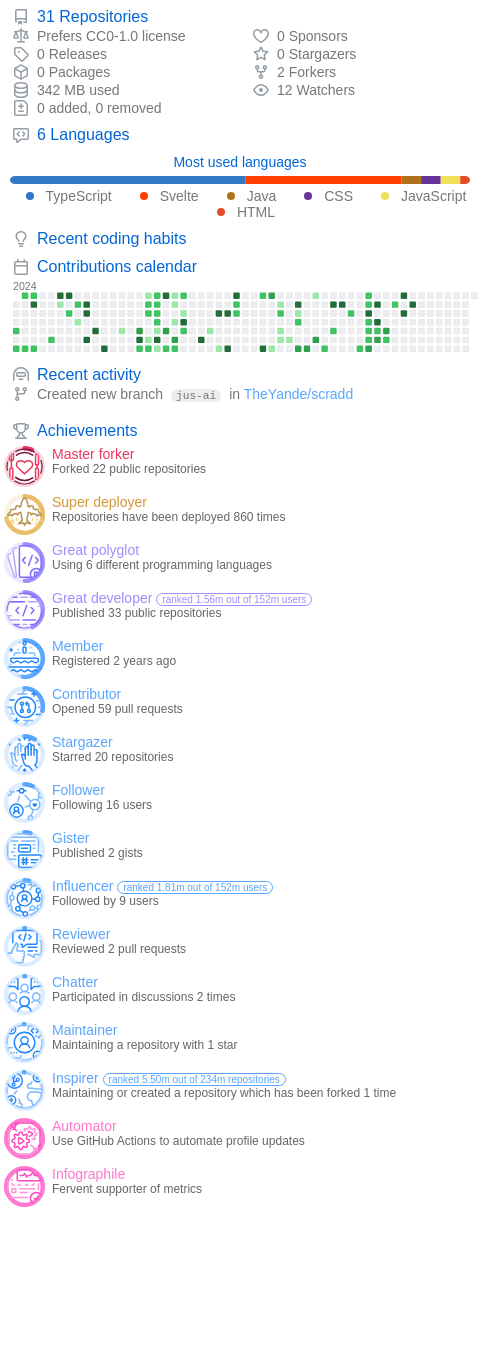 31 Repositories
Prefers CC0-1.0 license
0 Sponsors
0 Releases
0 Stargazers
0 Packages
2 Forkers
342 MB used
12 Watchers
0 added, 0 removed
6 Languages
Most used languages
TypeScript Svelte Java CSS JavaScript
HTML
Recent coding habits
Contributions calendar
2024
Recent activity
Created new branch jus-ai in TheYande/scradd
Achievements
Master forker
Forked 22 public repositories
Super deployer
Repositories have been deployed 860 times
Great polyglot
Using 6 different programming languages
Great developer ranked 1.56m out of 152m users
Published 33 public repositories
Member
Registered 2 years ago
Contributor
Opened 59 pull requests
Stargazer
Starred 20 repositories
Follower
Following 16 users
Gister
Published 2 gists
Influencer ranked 1.81m out of 152m users
Followed by 9 users
Reviewer
Reviewed 2 pull requests
Chatter
Participated in discussions 2 times
Maintainer
Maintaining a repository with 1 star
Inspirer ranked 5.50m out of 234m repositories
Maintaining or created a repository which has been forked 1 time
Automator
Use GitHub Actions to automate profile updates
Infographile
Fervent supporter of metrics